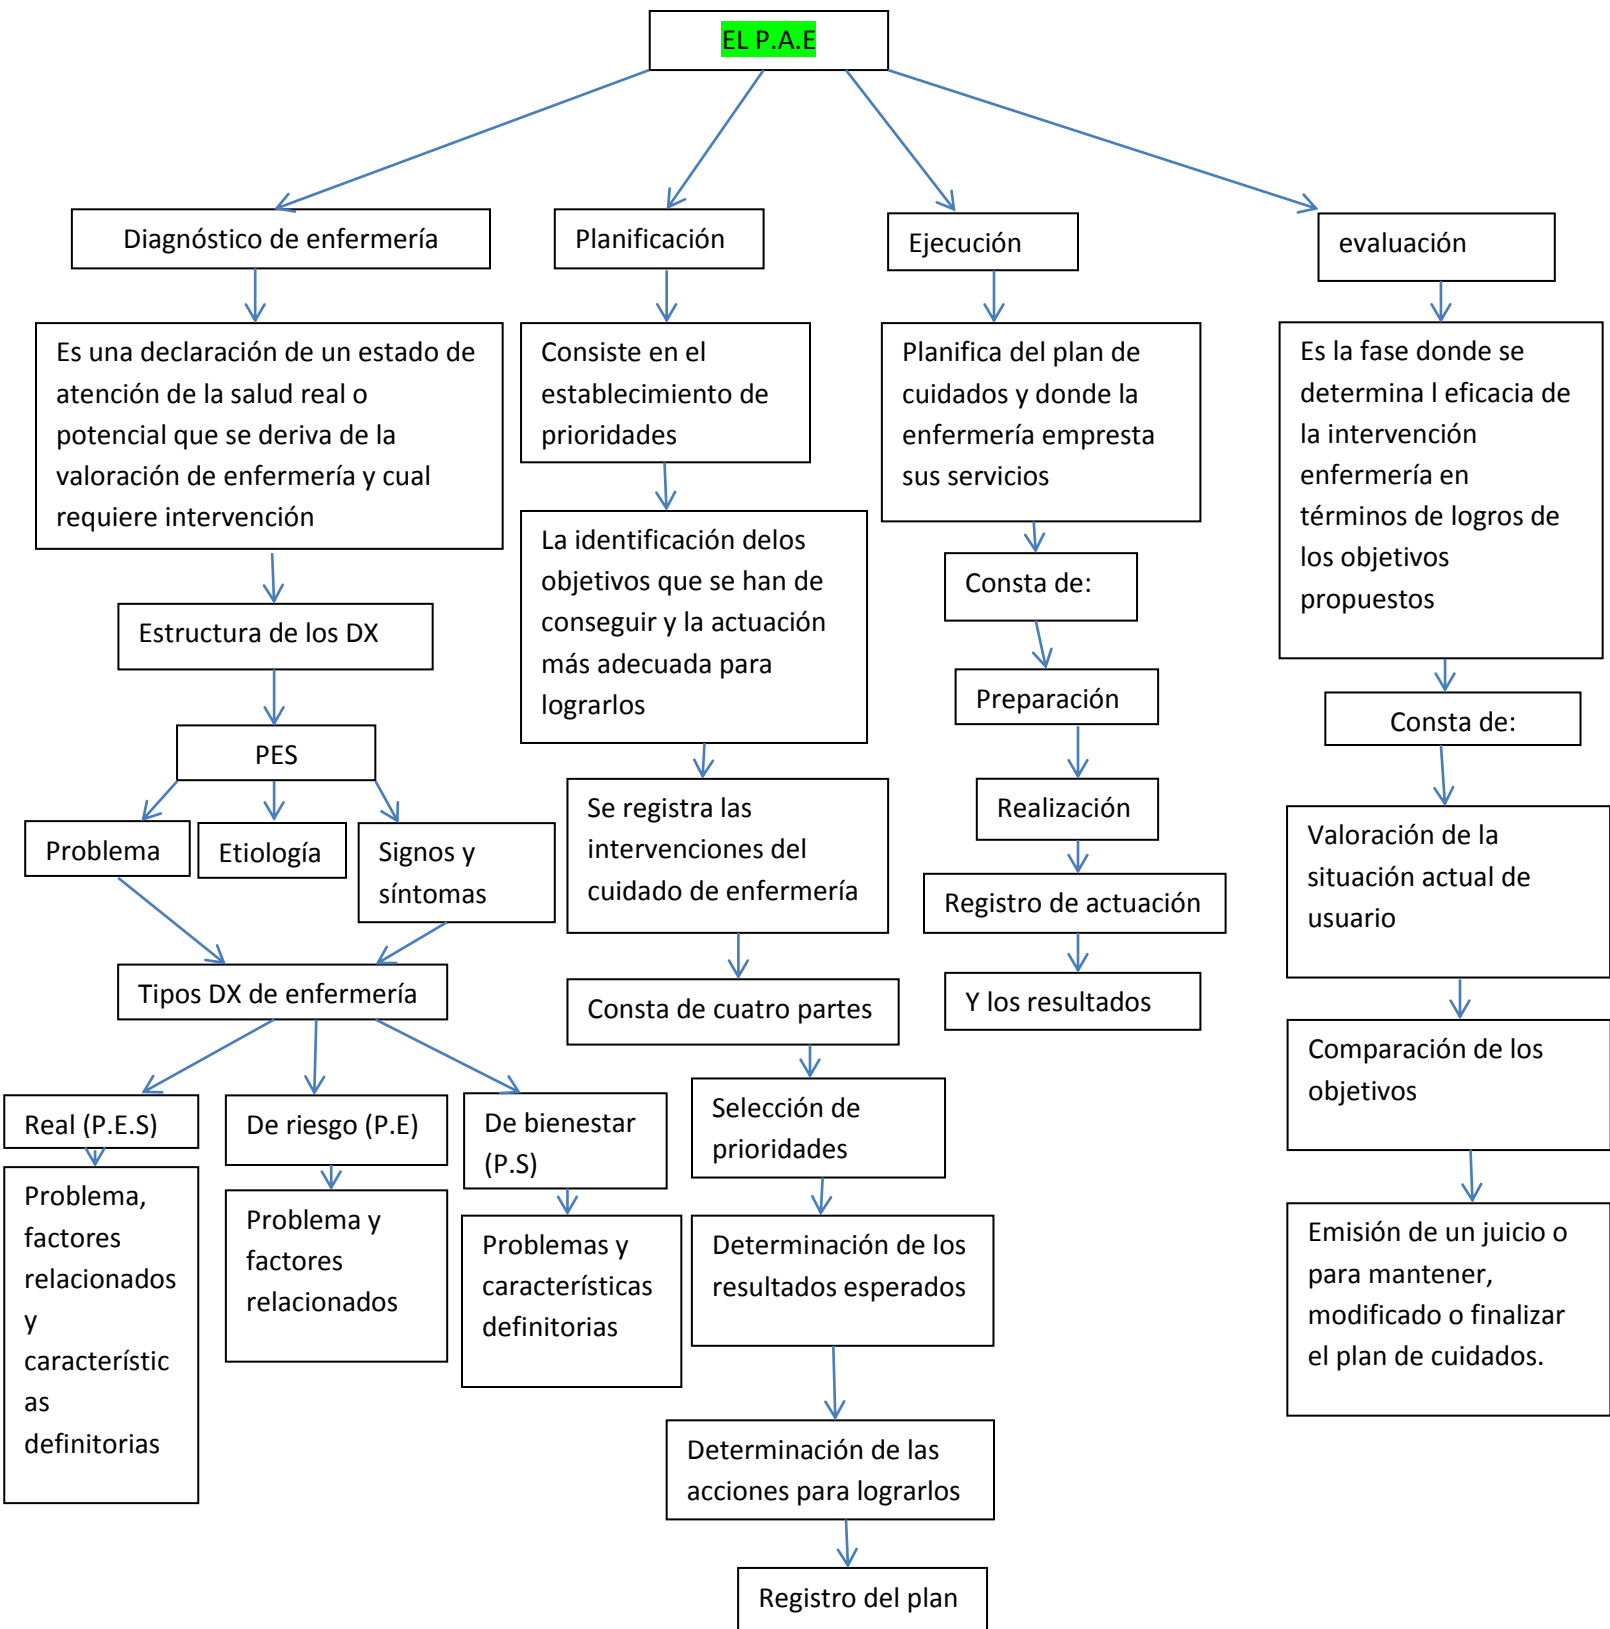 EL P.A.E
Diagnóstico de enfermería
Planificación
Ejecución
evaluación
Es una declaración de un estado de
atención de la salud real o
potencial que se deriva de la
valoración de enfermería y cual
requiere intervención
Estructura de los DX
PES
Problema
Etiología
Signos y
síntomas
Tipos DX de enfermería
Real (P.E.S)
De riesgo (P.E)
De bienestar
(P.S)
Problema,
factores
relacionados
y
característic
as
definitorias
Problema y
factores
relacionados
Problemas y
características
definitorias
Consiste en el
establecimiento de
prioridades
La identificación delos
objetivos que se han de
conseguir y la actuación
más adecuada para
lograrlos
Se registra las
intervenciones del
cuidado de enfermería
Consta de cuatro partes
Selección de
prioridades
Determinación de los
resultados esperados
Determinación de las
acciones para lograrlos
Registro del plan
Planifica del plan de
cuidados y donde la
enfermería empresta
sus servicios
Consta de:
Preparación
Realización
Registro de actuación
Y los resultados
Es la fase donde se
determina l eficacia de
la intervención
enfermería en
términos de logros de
los objetivos
propuestos
Consta de:
Valoración de la
situación actual de
usuario
Comparación de los
objetivos
Emisión de un juicio o
para mantener,
modificado o finalizar
el plan de cuidados.